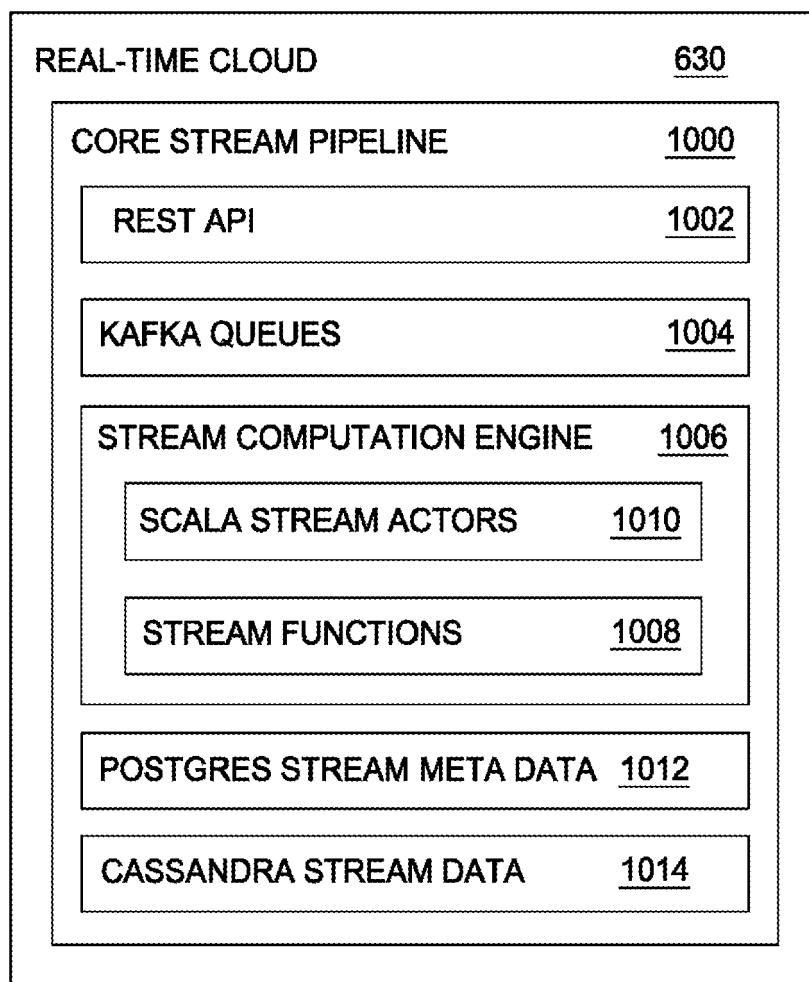 REAL-TIME CLOUD 630
CORE STREAM PIPELINE 1000
REST API 1002
KAFKA QUEUES 1004
STREAM COMPUTATION ENGINE 1006
SCALA STREAM ACTORS 1010
STREAM FUNCTIONS 1008
POSTGRES STREAM META DATA 1012
CASSANDRA STREAM DATA 1014